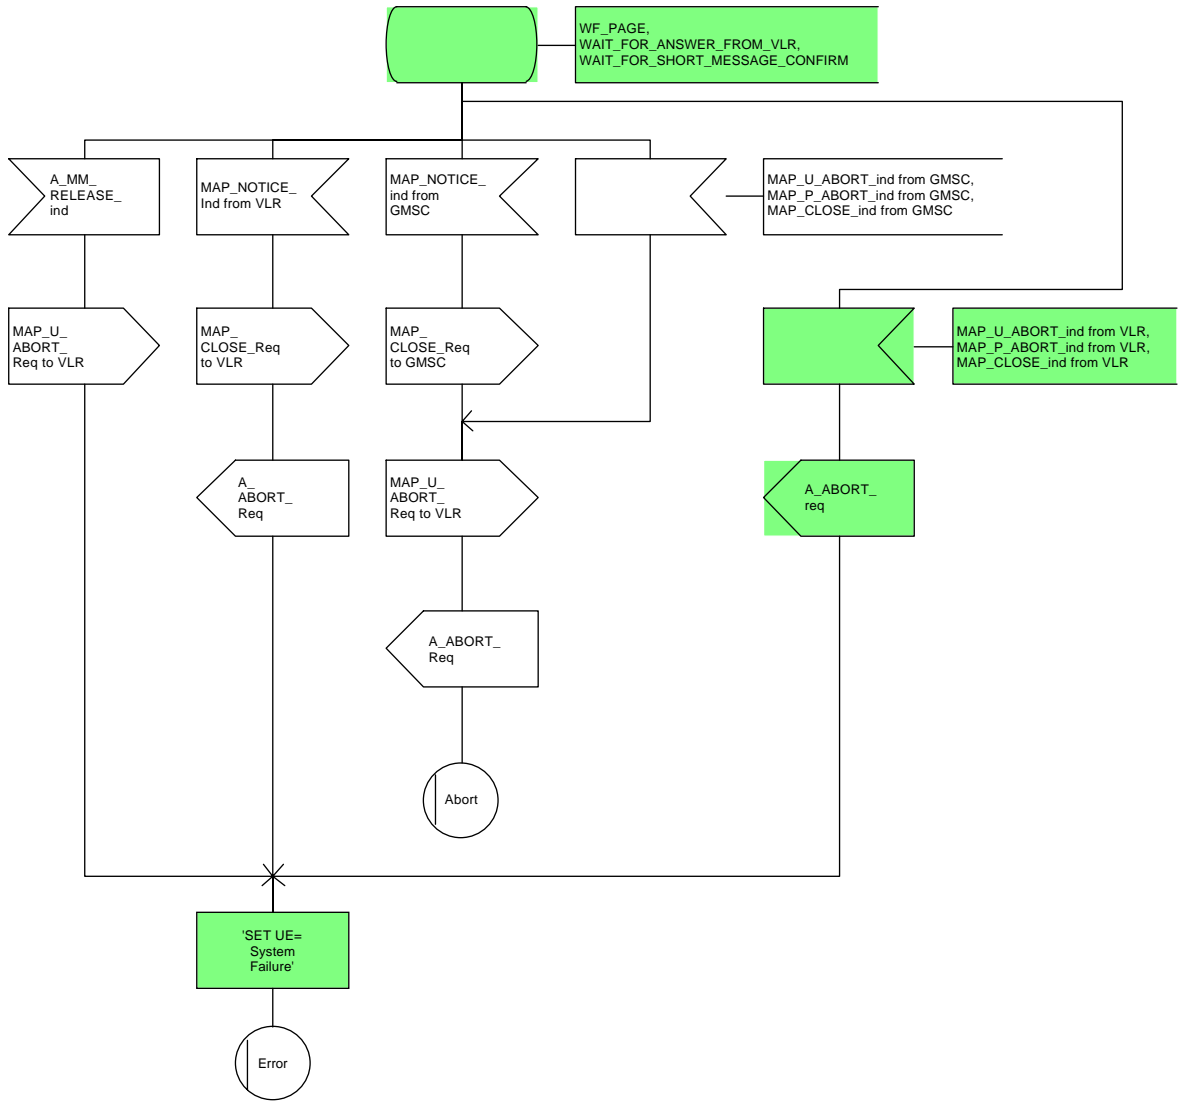 WF_PAGE,
WAIT_FOR_ANSWER_FROM_VLR,
WAIT_FOR_SHORT_MESSAGE_CONFIRM
A_MM_
RELEASE_
ind
MAP_NOTICE_
Ind from VLR
MAP_NOTICE_
ind from
GMSC
MAP_U_ABORT_ind from GMSC,
MAP_P_ABORT_ind from GMSC,
MAP_CLOSE_ind from GMSC
MAP_U_
ABORT_
Req to VLR
MAP_
CLOSE_Req
to VLR
MAP_
CLOSE_Req
to GMSC
MAP_U_ABORT_ind from VLR,
MAP_P_ABORT_ind from VLR,
MAP_CLOSE_ind from VLR
A_
ABORT_
Req
MAP_U_
ABORT_
Req to VLR
A_ABORT_
req
A_ABORT_
Req
Abort
'SET UE=
System
Failure'
Error